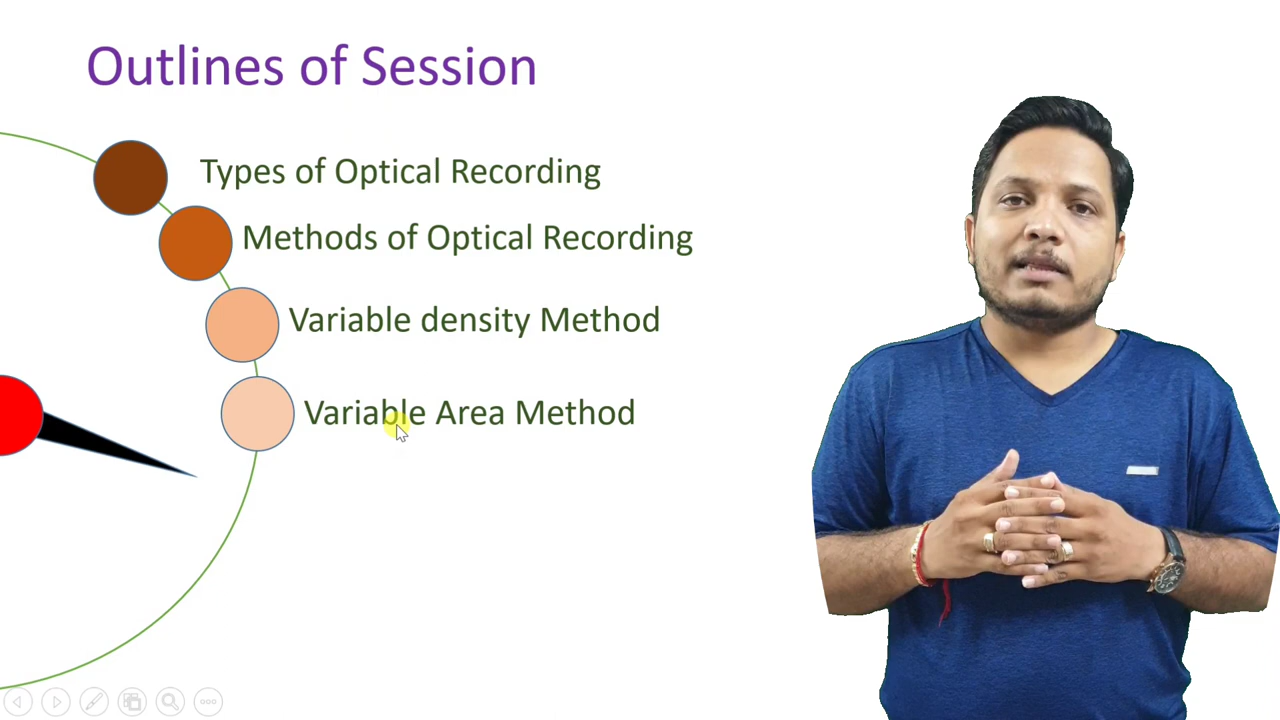 Outlines of Session
Types of Optical Recording
Methods of Optical Recording
Variable density Method
Variable Area Method